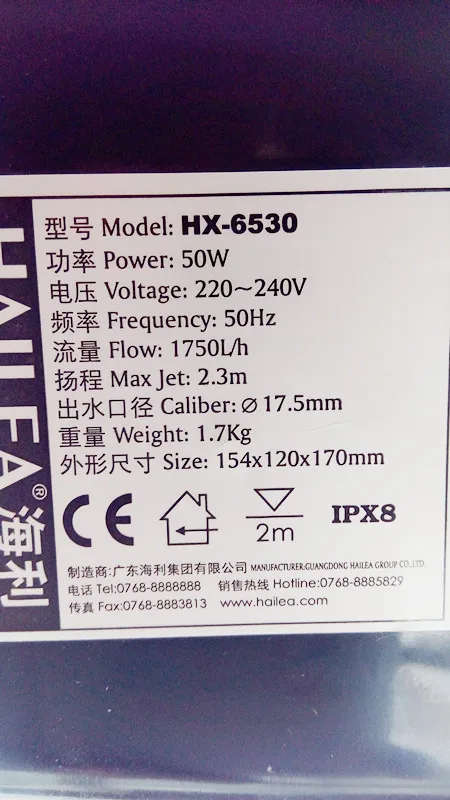 HAILEA®海利
型号 Model: HX-6530
功率 Power: 50W
电压 Voltage: 220~240V
频率 Frequency: 50Hz
流量 Flow: 1750L/h
扬程 Max Jet: 2.3m
出水口径 Caliber: ⌀ 17.5mm
重量 Weight: 1.7Kg
外形尺寸 Size: 154x120x170mm
CE 2m IPX8
制造商:广东海利集团有限公司 MANUFACTURER:GUANGDONG HAILEA GROUP CO.,LTD.
电话 Tel:0768-8888888 销售热线 Hotline:0768-8885829
传真 Fax:0768-8883813 www.hailea.com